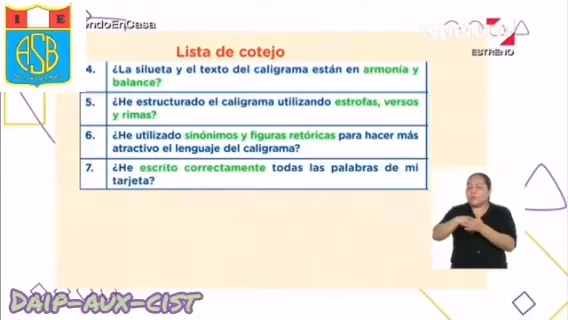 I E
ASB
endoEnCasa
ESTRENO
Lista de cotejo
4. ¿La silueta y el texto del caligrama están en armonía y
balance?
5. ¿He estructurado el caligrama utilizando estrofas, versos
y rimas?
6. ¿He utilizado sinónimos y figuras retóricas para hacer más
atractivo el lenguaje del caligrama?
7. ¿He escrito correctamente todas las palabras de mi
tarjeta?
DAIP-AUX-CIST